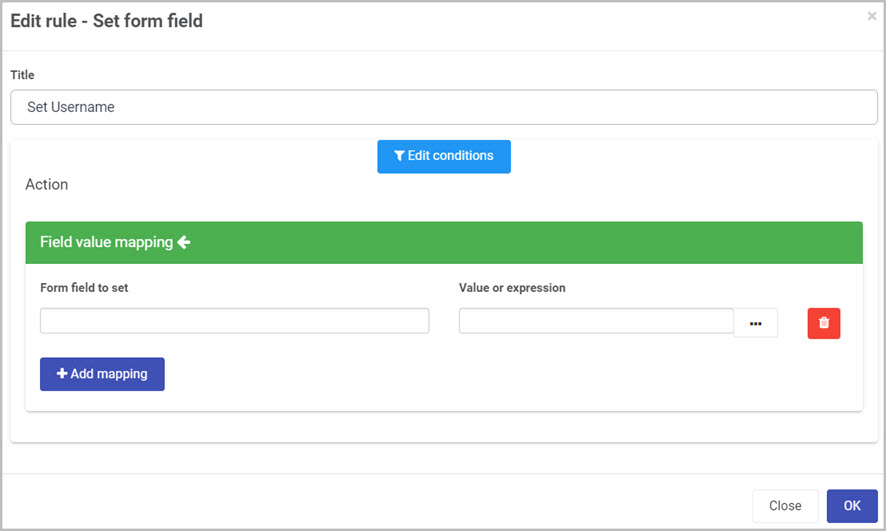 Edit rule - Set form field
Title
Set Username
Edit conditions
Action
Field value mapping
Form field to set
Value or expression
Add mapping
Close
OK